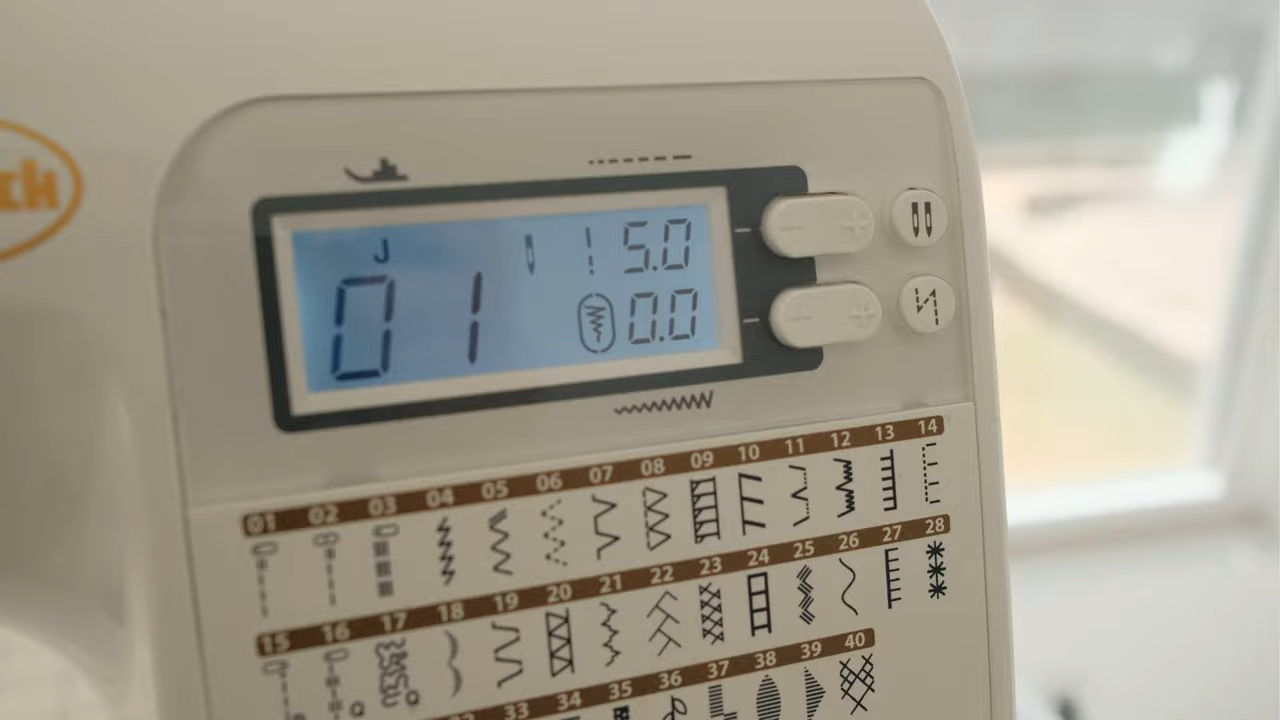 ck
J 5.0
01 0.0
01 02 03 04 05 06 07 08 09 10 11 12 13 14
15 16 17 18 19 20 21 22 23 24 25 26 27 28
Q
33 34 35 36 37 38 39 40